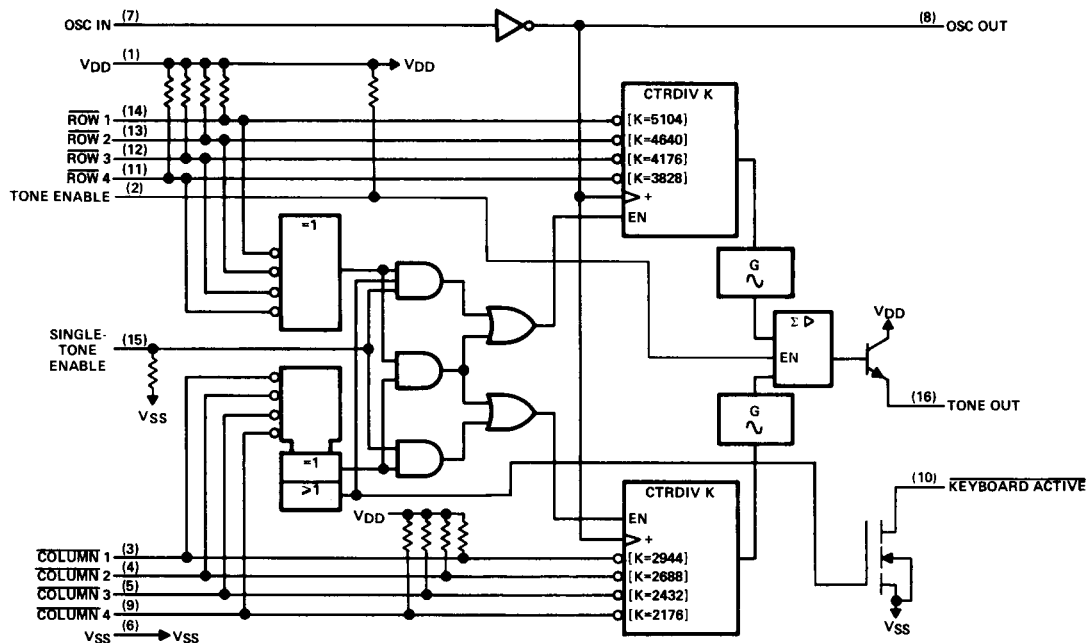 OSC IN (7) (8) OSC OUT
VDD (1) VDD
CTRDIV K
ROW 1 (14) [K=5104
ROW 2 (13) [K=4640
ROW 3 (12) [K=4176
ROW 4 (11) [K=3828
TONE ENABLE (2) +
EN
=1
G
VDD
Σ ▷
SINGLE-
TONE
ENABLE (15)
EN
VSS
(16) TONE OUT
G
=1
≥1
(10) KEYBOARD ACTIVE
CTRDIV K
VDD
EN
+
COLUMN 1 (3) [K=2944
COLUMN 2 (4) [K=2688
COLUMN 3 (5) [K=2432
COLUMN 4 (9) [K=2176
VSS (6) VSS
VSS